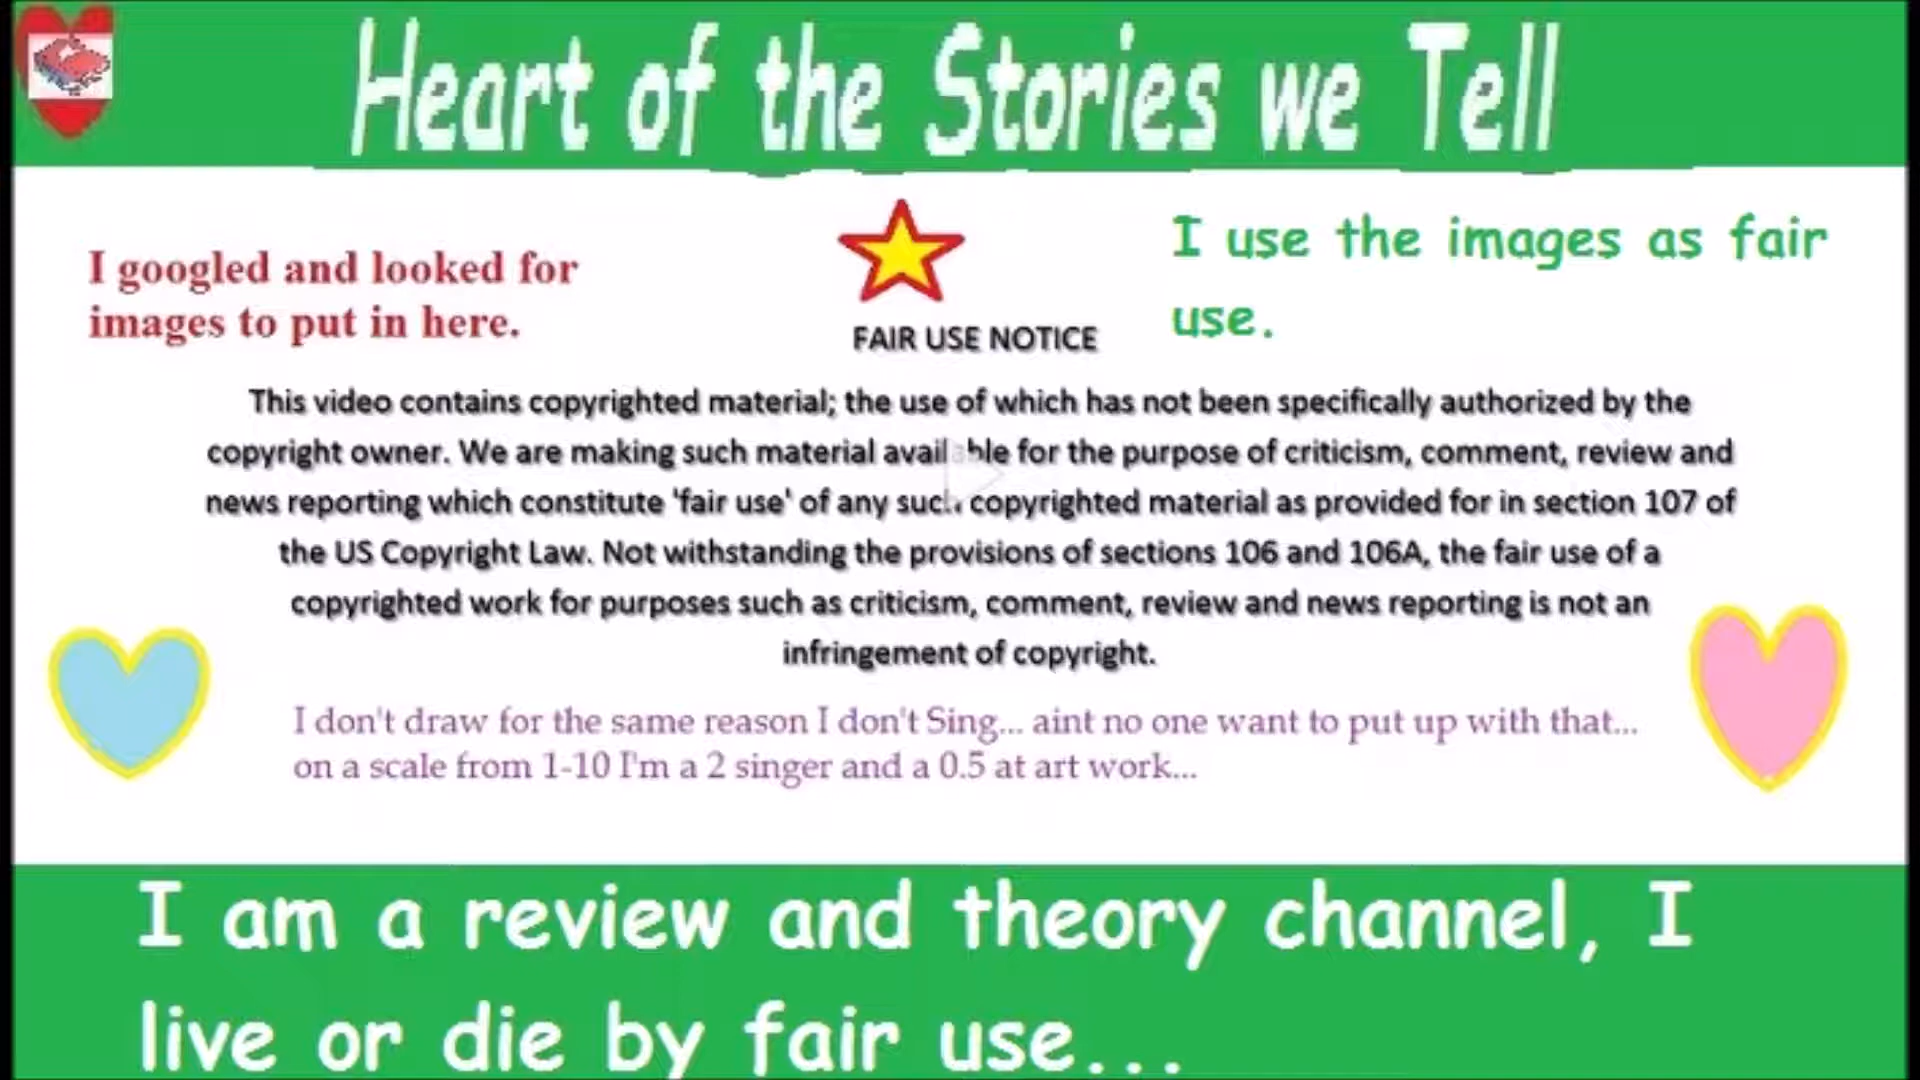 Heart of the Stories we Tell
I googled and looked for
images to put in here.
I use the images as fair
use.
FAIR USE NOTICE
This video contains copyrighted material; the use of which has not been specifically authorized by the
copyright owner. We are making such material available for the purpose of criticism, comment, review and
news reporting which constitute 'fair use' of any such copyrighted material as provided for in section 107 of
the US Copyright Law. Not withstanding the provisions of sections 106 and 106A, the fair use of a
copyrighted work for purposes such as criticism, comment, review and news reporting is not an
infringement of copyright.
I don't draw for the same reason I don't Sing... aint no one want to put up with that...
on a scale from 1-10 I'm a 2 singer and a 0.5 at art work...
I am a review and theory channel, I
live or die by fair use...